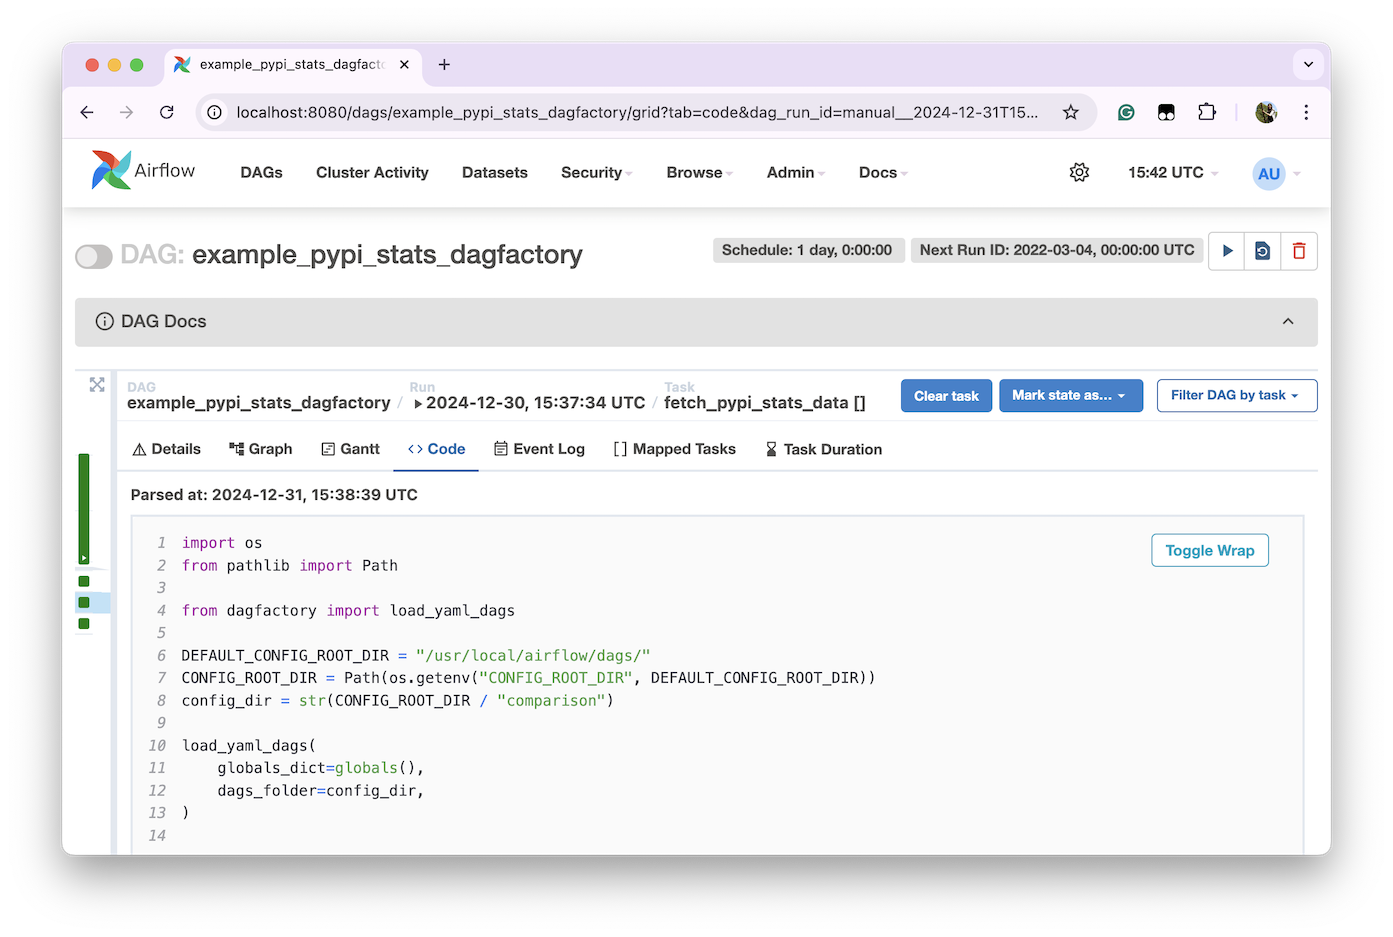 example_pypi_stats_dagfact
localhost:8080/dags/example_pypi_stats_dagfactory/grid?tab=code&dag_run_id=manual__2024-12-31T15...
Airflow DAGs Cluster Activity Datasets Security Browse Admin Docs 15:42 UTC AU
DAG: example_pypi_stats_dagfactory Schedule: 1 day, 0:00:00 Next Run ID: 2022-03-04, 00:00:00 UTC
DAG Docs
DAG Run Task
example_pypi_stats_dagfactory / 2024-12-30, 15:37:34 UTC / fetch_pypi_stats_data [] Clear task Mark state as... Filter DAG by task
Details Graph Gantt <> Code Event Log [] Mapped Tasks Task Duration
Parsed at: 2024-12-31, 15:38:39 UTC
Toggle Wrap
1 import os
2 from pathlib import Path
3
4 from dagfactory import load_yaml_dags
5
6 DEFAULT_CONFIG_ROOT_DIR = "/usr/local/airflow/dags/"
7 CONFIG_ROOT_DIR = Path(os.getenv("CONFIG_ROOT_DIR", DEFAULT_CONFIG_ROOT_DIR))
8 config_dir = str(CONFIG_ROOT_DIR / "comparison")
9
10 load_yaml_dags(
11     globals_dict=globals(),
12     dags_folder=config_dir,
13 )
14